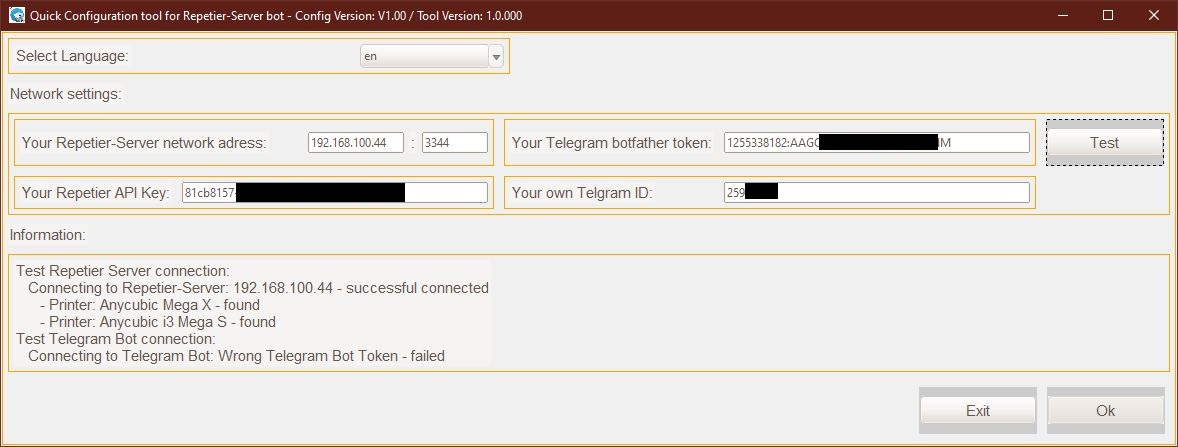 Quick Configuration tool for Repetier-Server bot - Config Version: V1.00 / Tool Version: 1.0.000
Select Language: en
Network settings:
Your Repetier-Server network adress: 192.168.100.44 : 3344 Your Telegram botfather token: 1255338182:AAGC IM Test
Your Repetier API Key: 81cb8157- Your own Telgram ID: 259
Information:
Test Repetier Server connection:
Connecting to Repetier-Server: 192.168.100.44 - successful connected
- Printer: Anycubic Mega X - found
- Printer: Anycubic i3 Mega S - found
Test Telegram Bot connection:
Connecting to Telegram Bot: Wrong Telegram Bot Token - failed
Exit Ok